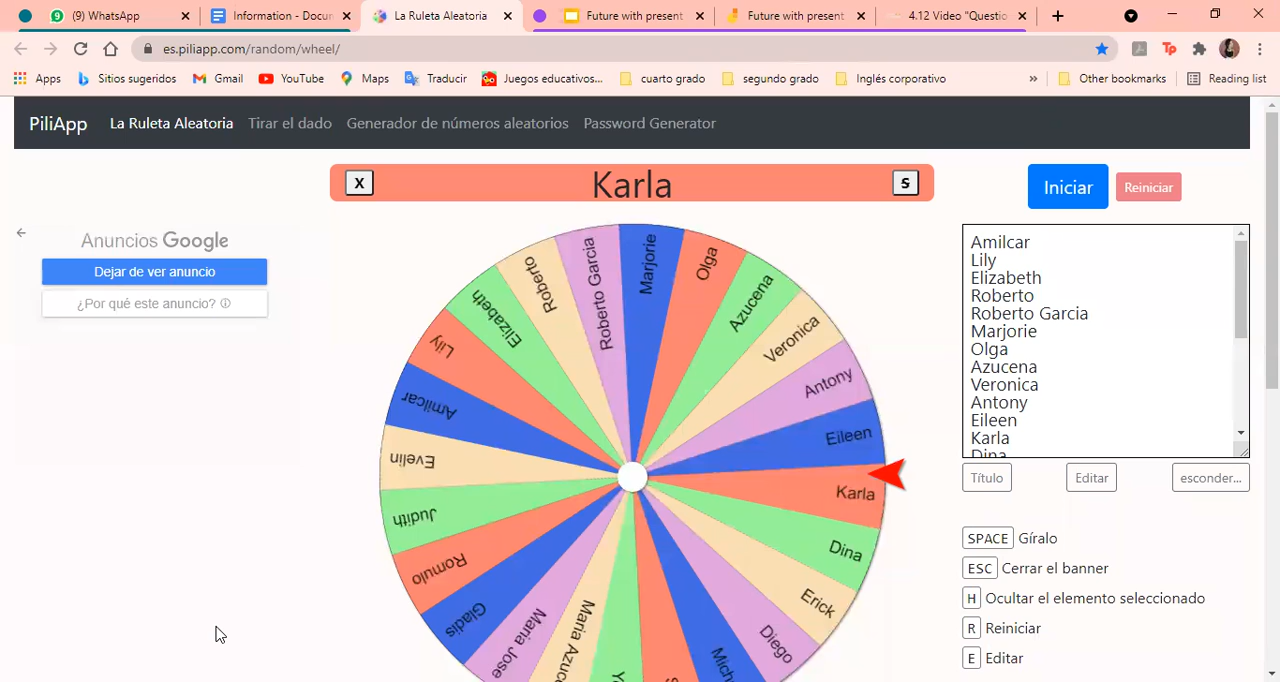 (9) WhatsApp
Information - Docur
La Ruleta Aleatoria
Future with present
Future with present
4.12 Video "Questio
es.piliapp.com/random/wheel/
Apps
Sitios sugeridos
Gmail
YouTube
Maps
Traducir
Juegos educativos...
cuarto grado
segundo grado
Inglés corporativo
»
Other bookmarks
Reading list
PiliApp
La Ruleta Aleatoria
Tirar el dado
Generador de números aleatorios
Password Generator
X
Karla
S
Iniciar
Reiniciar
Anuncios Google
Dejar de ver anuncio
¿Por qué este anuncio?
Marjorie
Olga
Azucena
Veronica
Antony
Eileen
Karla
Dina
Erick
Diego
Mich
Maria Azuc
Maria Jose
Gladis
Romulo
Judith
Evelin
Amilcar
Lily
Elizabeth
Roberto
Roberto Garcia
Amilcar
Lily
Elizabeth
Roberto
Roberto Garcia
Marjorie
Olga
Azucena
Veronica
Antony
Eileen
Karla
Dina
Título
Editar
esconder...
SPACE Gíralo
ESC Cerrar el banner
H Ocultar el elemento seleccionado
R Reiniciar
E Editar